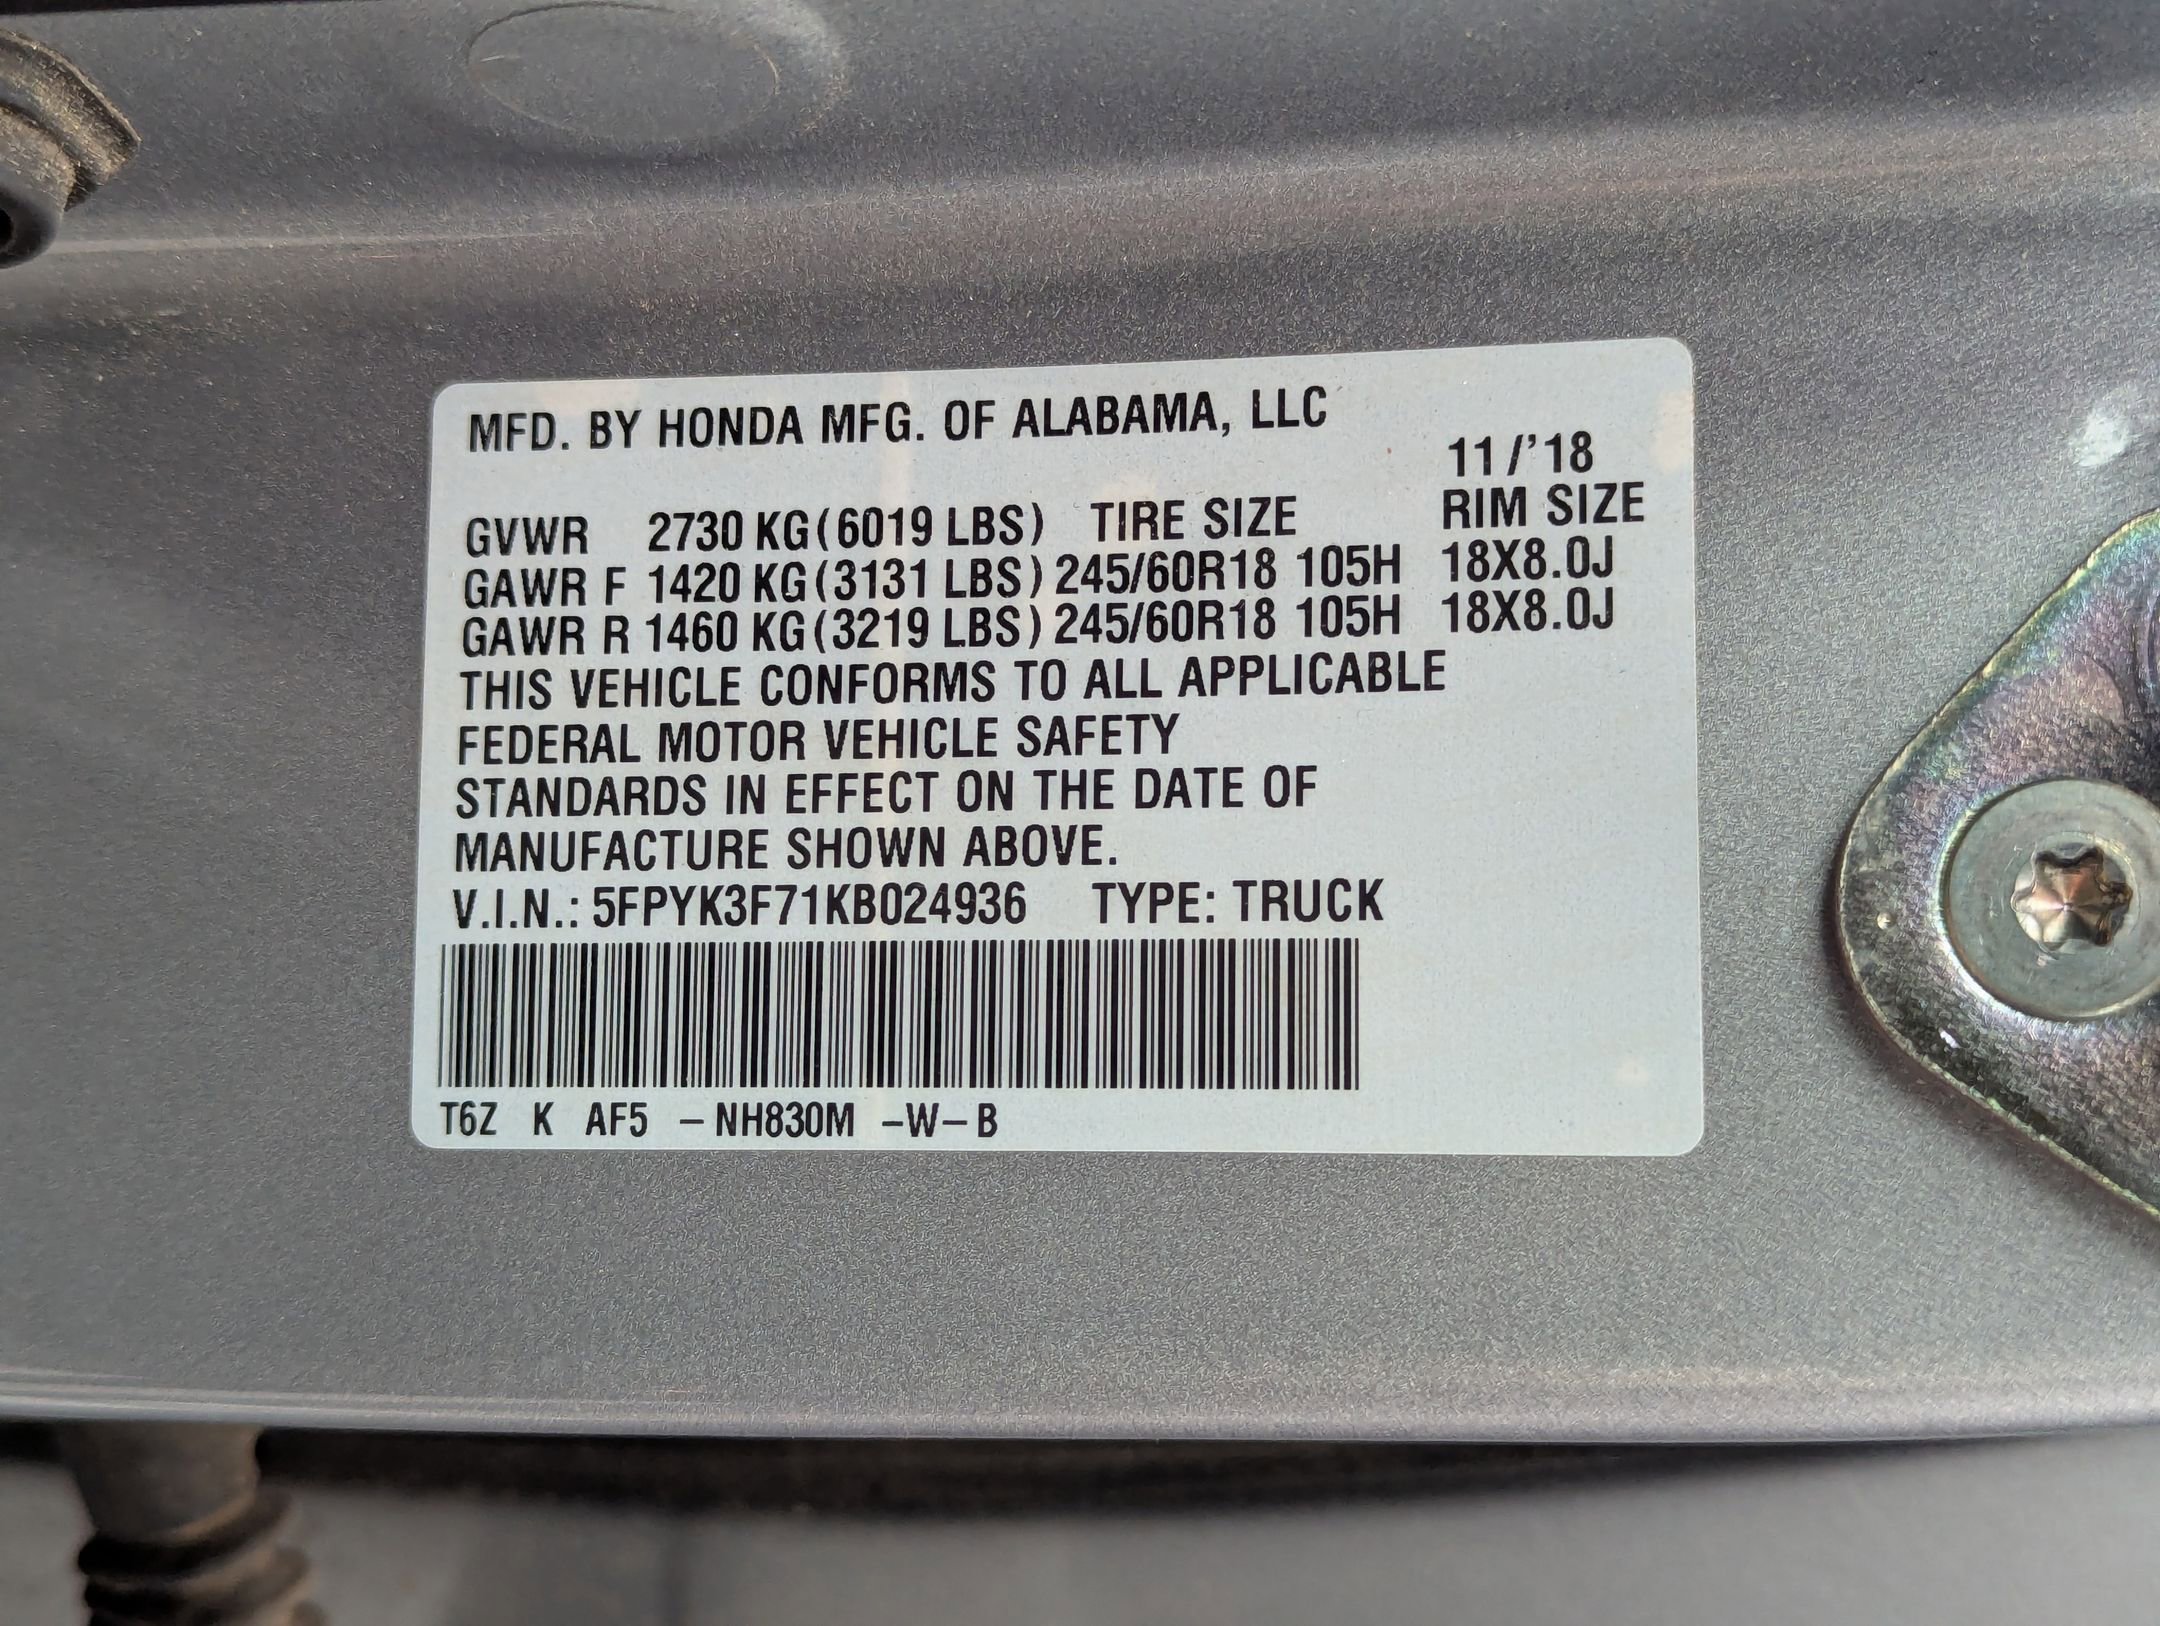 MFD. BY HONDA MFG. OF ALABAMA, LLC
11/'18
GVWR 2730 KG(6019 LBS) TIRE SIZE RIM SIZE
GAWR F 1420 KG(3131 LBS) 245/60R18 105H 18X8.0J
GAWR R 1460 KG(3219 LBS) 245/60R18 105H 18X8.0J
THIS VEHICLE CONFORMS TO ALL APPLICABLE
FEDERAL MOTOR VEHICLE SAFETY
STANDARDS IN EFFECT ON THE DATE OF
MANUFACTURE SHOWN ABOVE.
V.I.N.: 5FPYK3F71KB024936 TYPE: TRUCK
T6Z K AF5 -NH830M -W-B